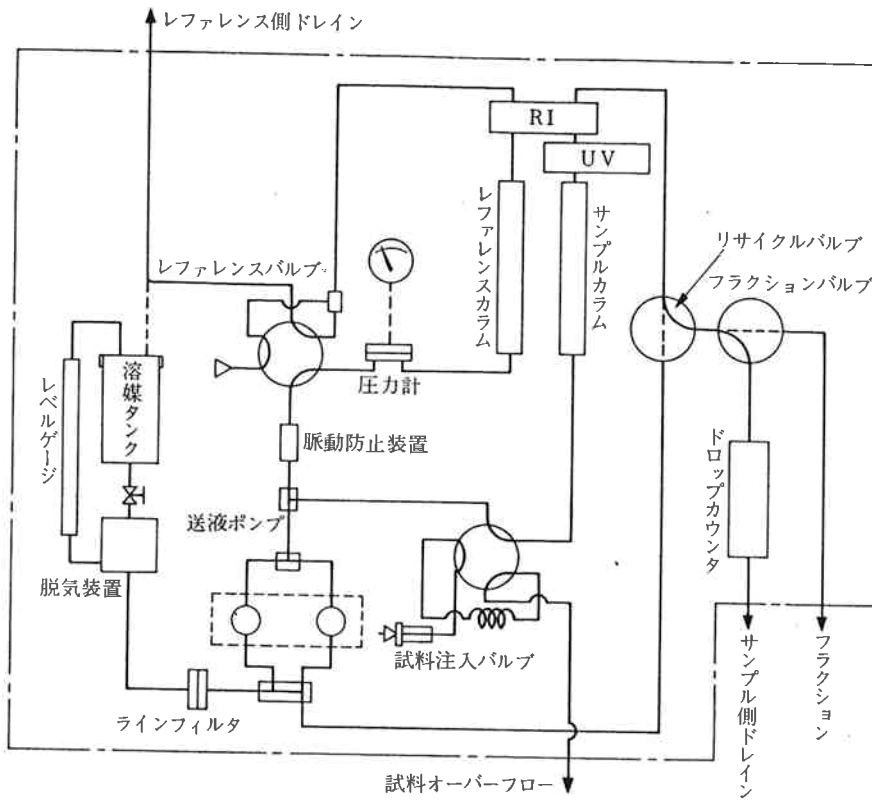 レファレンス側ドレイン
RI
UV
レファレンスカラム
サンプルカラム
リサイクルバルブ
フラクションバルブ
レファレンスバルブ
圧力計
レベルゲージ
溶媒タンク
脈動防止装置
送液ポンプ
ドロップカウンタ
脱気装置
試料注入バルブ
ラインフィルタ
サンプル側ドレイン
フラクション
試料オーバーフロー